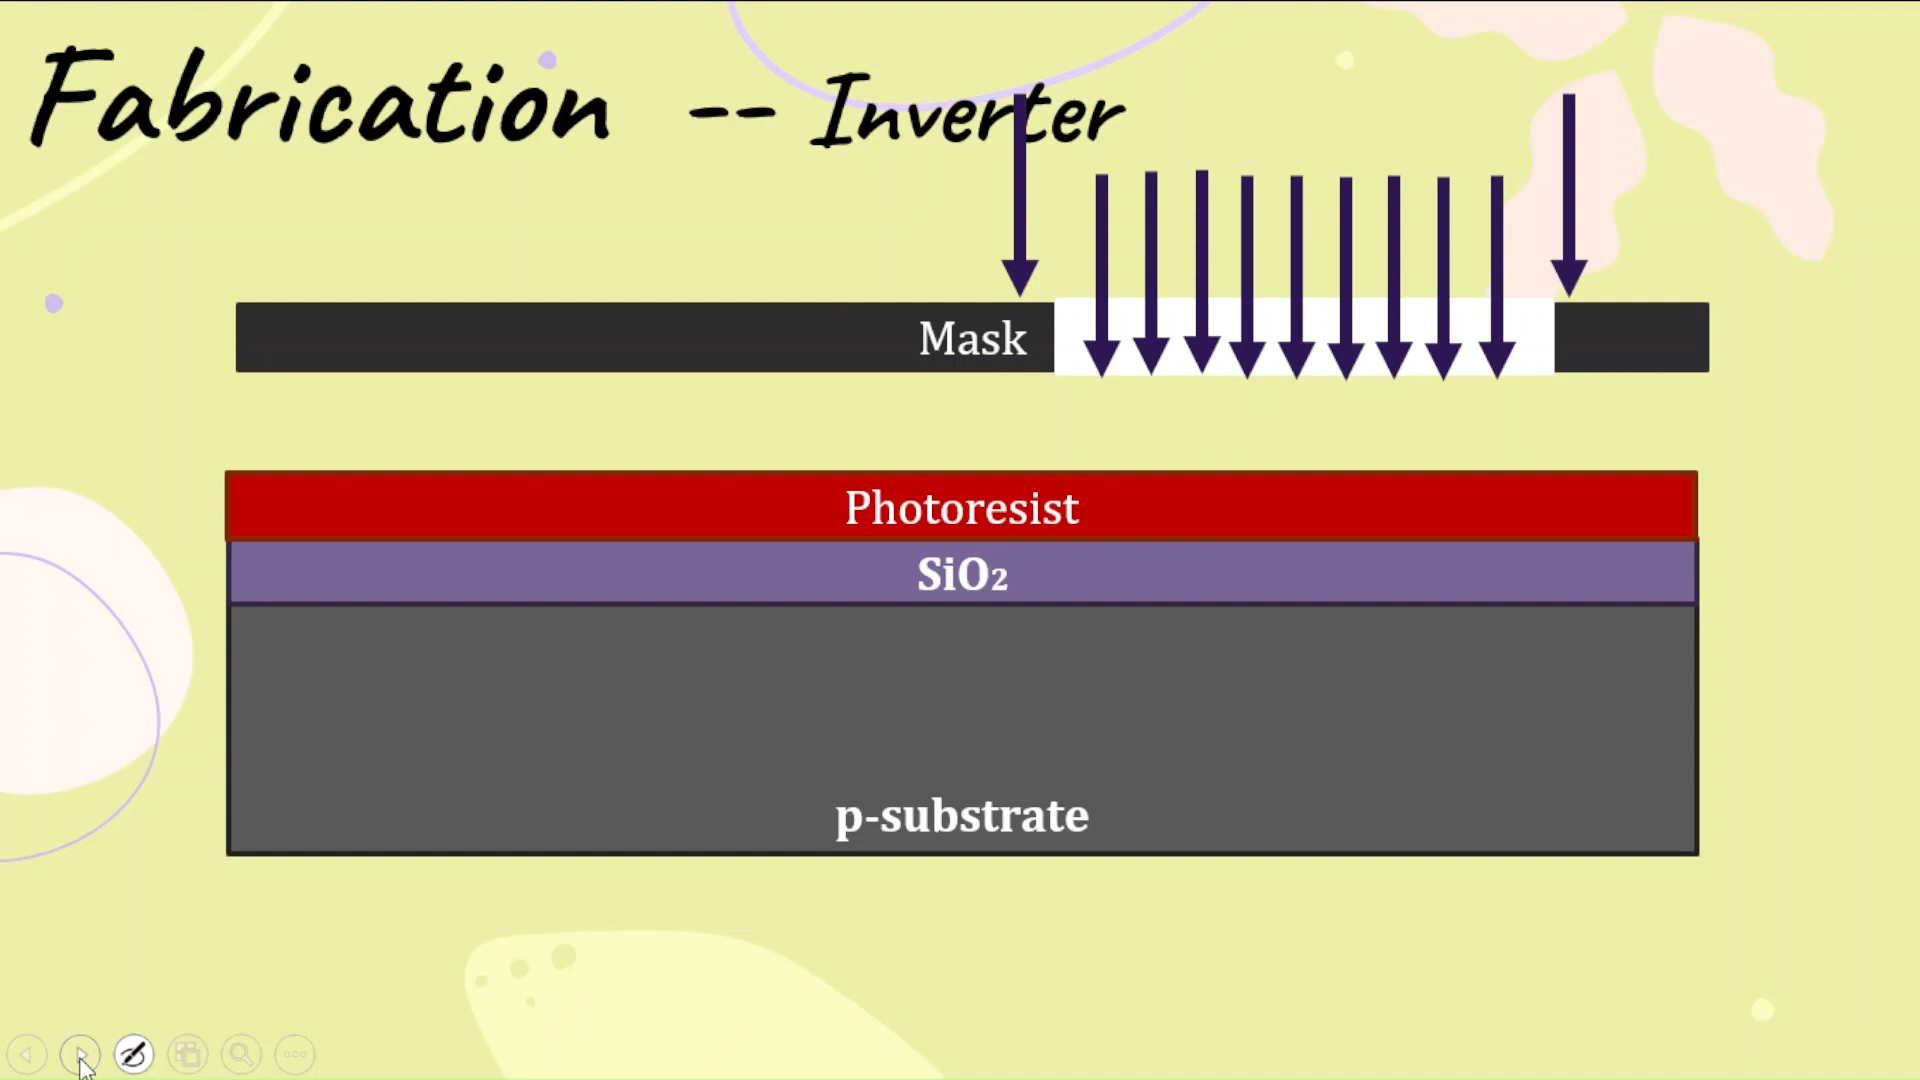 Fabrication -- Inverter
Mask
Photoresist
SiO₂
p-substrate